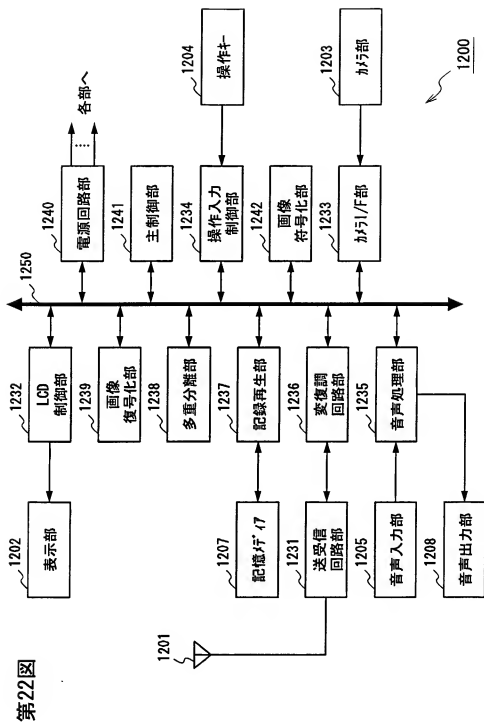 第22図
1201
1202
表示部
1207
記憶メディア
1231
送受信
回路部
1205
音声入力部
1208
音声出力部
1232
LCD
制御部
1239
画像
復号化部
1238
多重分離部
1237
記録再生部
1236
変復調
回路部
1235
音声処理部
1250
1240
電源回路部
各部へ
1241
主制御部
1234
操作入力
制御部
1242
画像
符号化部
1233
カメラI/F部
1204
操作キー
1203
カメラ部
1200